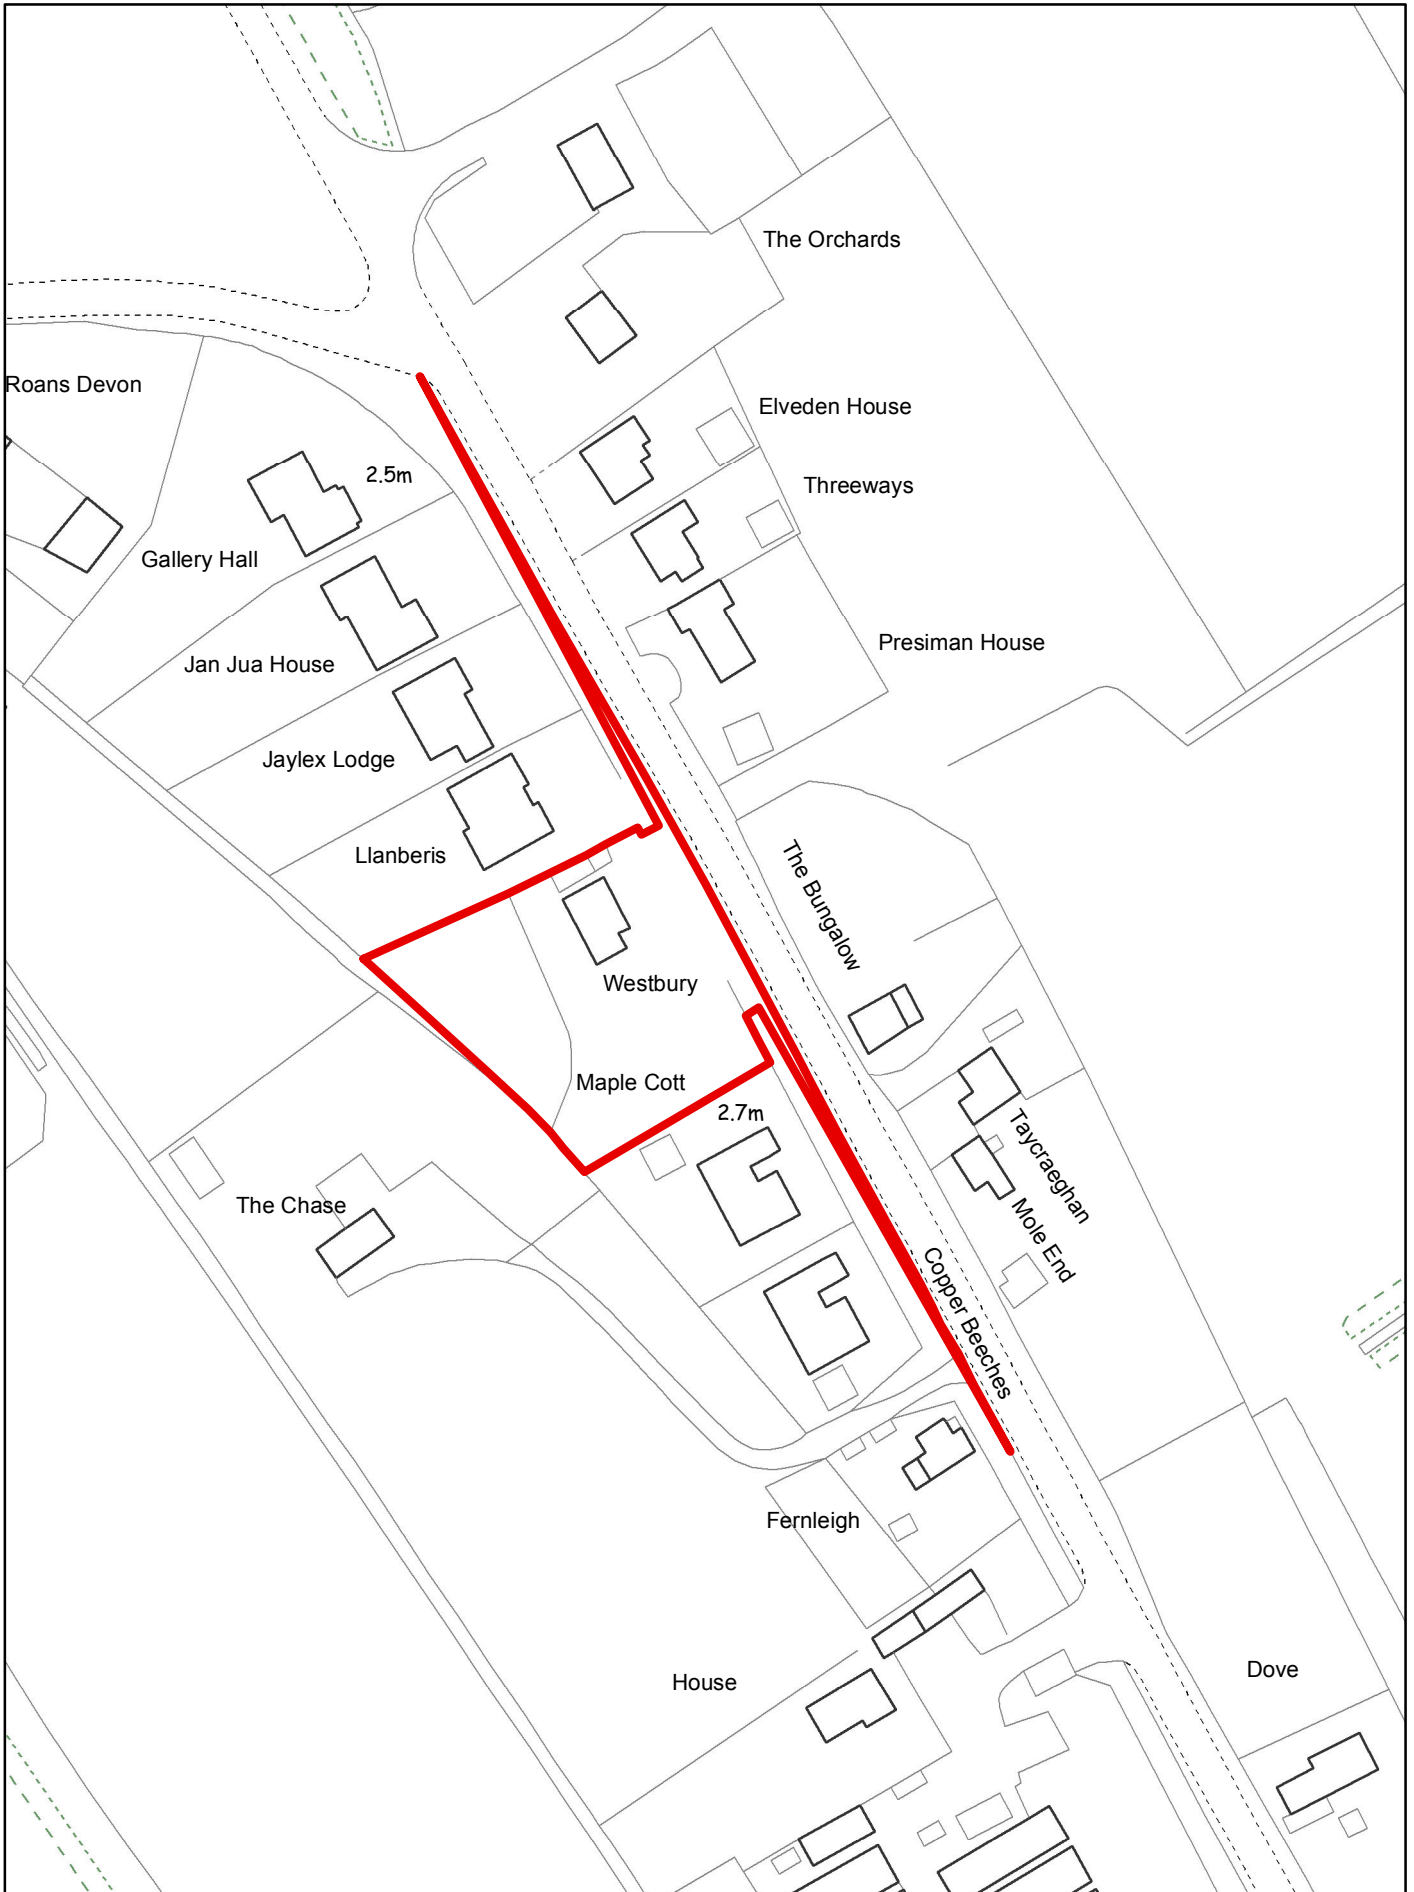 The Orchards
Roans Devon
Elveden House
2.5m
Threeways
Gallery Hall
Presiman House
Jan Jua House
Jaylex Lodge
Llanberis
The Bungalow
Westbury
Maple Cott
2.7m
Taycraeghan
The Chase
Mole End
Copper Beeches
Fernleigh
House
Dove